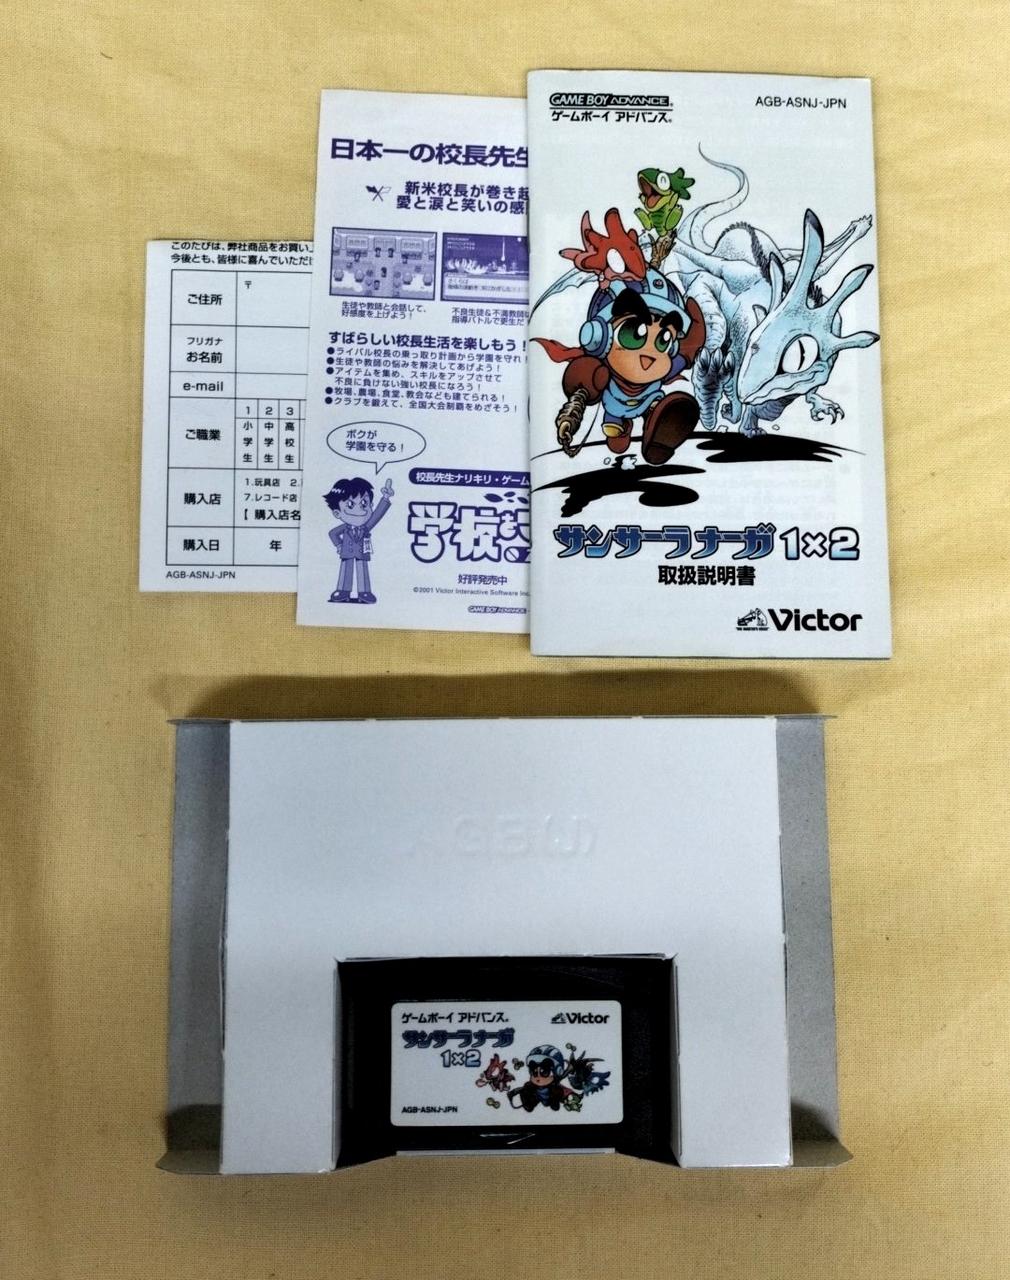 このたびは、弊社商品をお買い
今後とも、皆様に喜んでいただけ
ご住所
〒
フリガナ
お名前
e-mail
ご職業
1 2 3
小学生 中学生 高校生
購入店
1.玩具店 2.
7.レコード店
【 購入店名
購入日
年
AGB-ASNJ-JPN
日本一の校長先生
新米校長が巻き起
愛と涙と笑いの感
生徒や教師と会話して、
好感度を上げよう！
不良生徒＆不満教師は
指導バトルで更生だ
すばらしい校長生活を楽しもう！
●ライバル校長の乗っ取り計画から学園を守れ！
●生徒や教師の悩みを解決してあげよう！
●アイテムを集め、スキルをアップさせて
不良に負けない強い校長になろう！
●牧場、農場、食堂、教会なども建てられる！
●クラブを鍛えて、全国大会制覇をめざそう！
ボクが
学園を守る！
校長先生ナリキリ・ゲーム
学校を
好評発売中
©2001 Victor Interactive Software Inc.
GAME BOY ADVANCE
GAME BOY ADVANCE
ゲームボーイ アドバンス
AGB-ASNJ-JPN
サンサーラナーガ 1×2
取扱説明書
Victor
AGB(J)
ゲームボーイ アドバンス
Victor
サンサーラナーガ
1×2
AGB-ASNJ-JPN